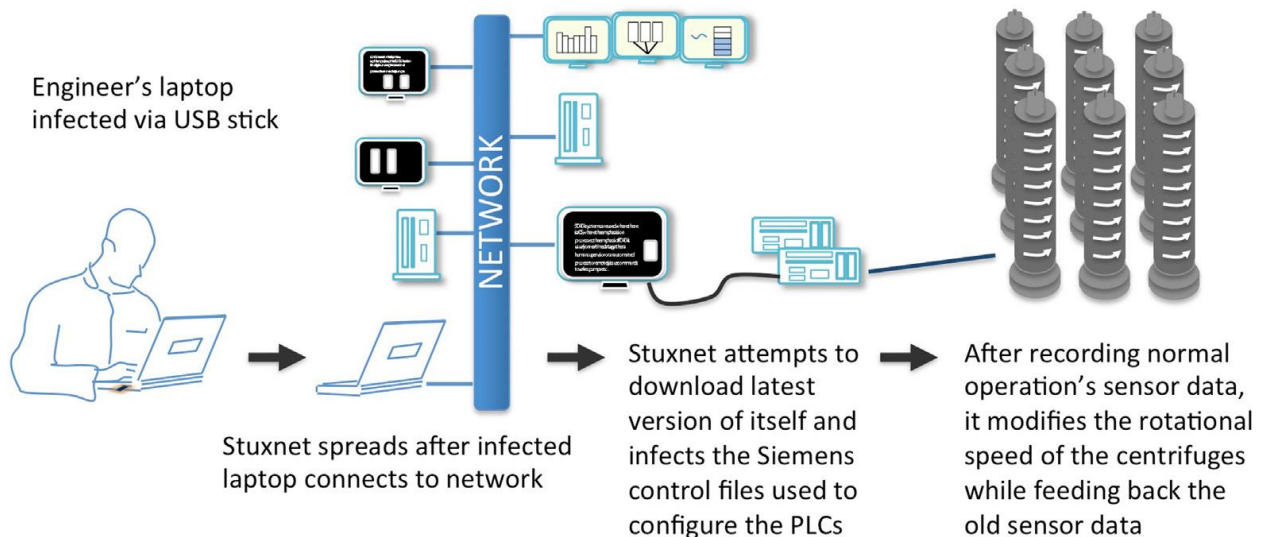 Engineer’s laptop
infected via USB stick
NETWORK
Stuxnet spreads after infected
laptop connects to network
Stuxnet attempts to
download latest
version of itself and
infects the Siemens
control files used to
configure the PLCs
After recording normal
operation’s sensor data,
it modifies the rotational
speed of the centrifuges
while feeding back the
old sensor data